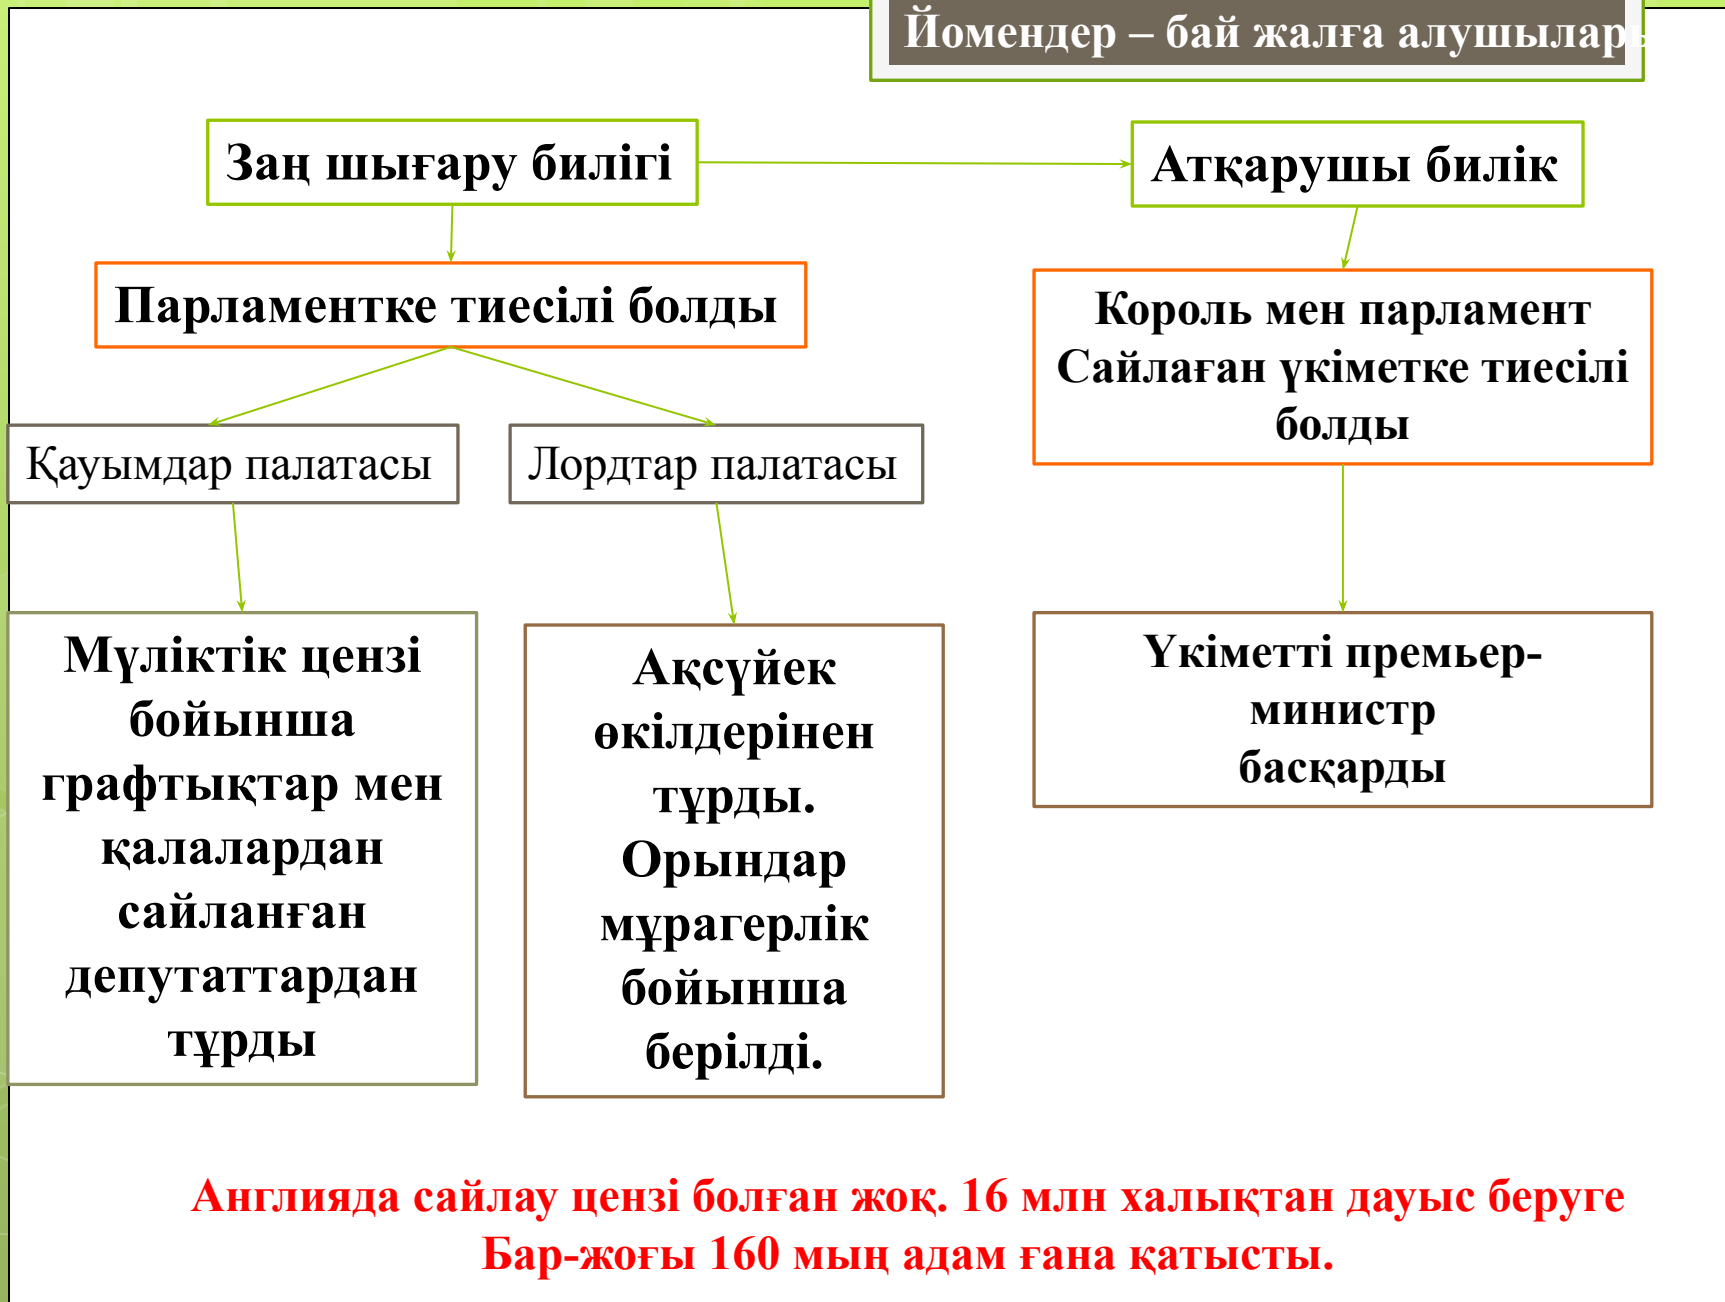 Йомендер – бай жалға алушылары
Заң шығару билігі
Атқарушы билік
Парламентке тиесілі болды
Король мен парламент
Сайлаған үкіметке тиесілі
болды
Қауымдар палатасы
Лордтар палатасы
Мүліктік цензі
бойынша
графтықтар мен
қалалардан
сайланған
депутаттардан
тұрды
Ақсүйек
өкілдерінен
тұрды.
Орындар
мұрагерлік
бойынша
берілді.
Үкіметті премьер-
министр
басқарды
Англияда сайлау цензі болған жоқ. 16 млн халықтан дауыс беруге
Бар-жоғы 160 мың адам ғана қатысты.